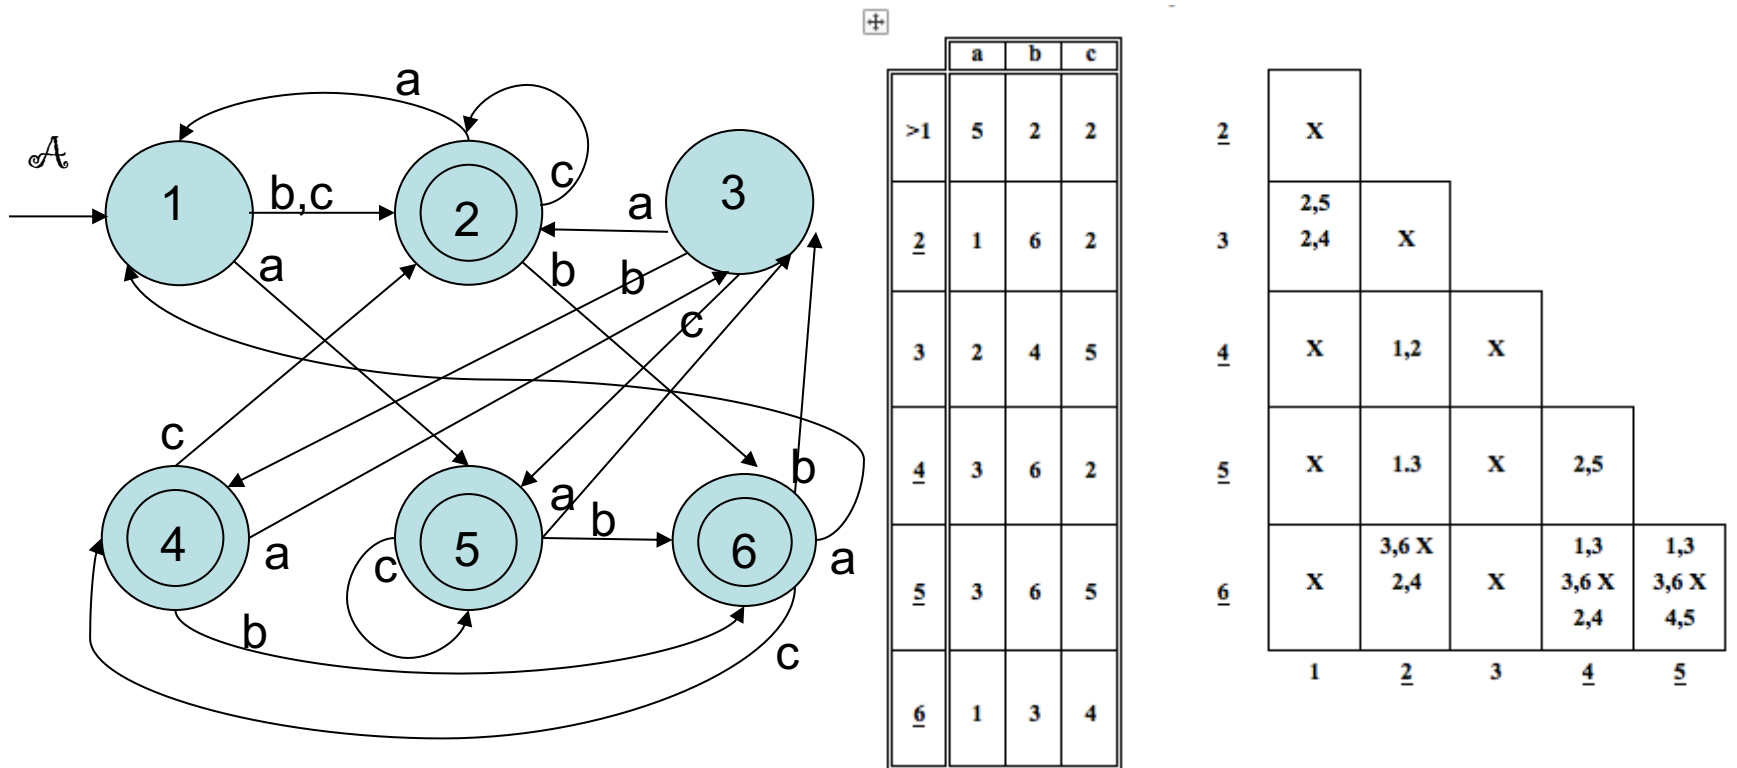 𝒜
a
c
1
b,c
2
a
3
a
b
b
c
c
4
a
c
5
a
b
6
b
a
b
c
a b c
>1 5 2 2
2 1 6 2
3 2 4 5
4 3 6 2
5 3 6 5
6 1 3 4
2 X
3 2,5
2,4 X
4 X 1,2 X
5 X 1.3 X 2,5
6 X 3,6 X
2,4 X 1,3
3,6 X
2,4 1,3
3,6 X
4,5
1 2 3 4 5